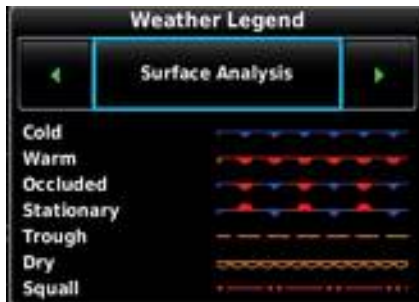 Weather Legend
Surface Analysis
Cold
Warm
Occluded
Stationary
Trough
Dry
Squall